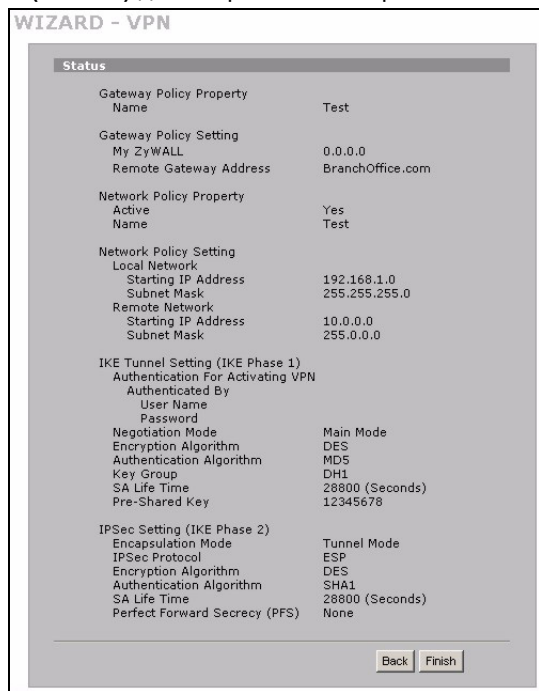 WIZARD - VPN
Status
Gateway Policy Property
Name Test
Gateway Policy Setting
My ZyWALL 0.0.0.0
Remote Gateway Address BranchOffice.com
Network Policy Property
Active Yes
Name Test
Network Policy Setting
Local Network
Starting IP Address 192.168.1.0
Subnet Mask 255.255.255.0
Remote Network
Starting IP Address 10.0.0.0
Subnet Mask 255.0.0.0
IKE Tunnel Setting (IKE Phase 1)
Authentication For Activating VPN
Authenticated By
User Name
Password
Negotiation Mode Main Mode
Encryption Algorithm DES
Authentication Algorithm MD5
Key Group DH1
SA Life Time 28800 (Seconds)
Pre-Shared Key 12345678
IPSec Setting (IKE Phase 2)
Encapsulation Mode Tunnel Mode
IPSec Protocol ESP
Encryption Algorithm DES
Authentication Algorithm SHA1
SA Life Time 28800 (Seconds)
Perfect Forward Secrecy (PFS) None
Back Finish